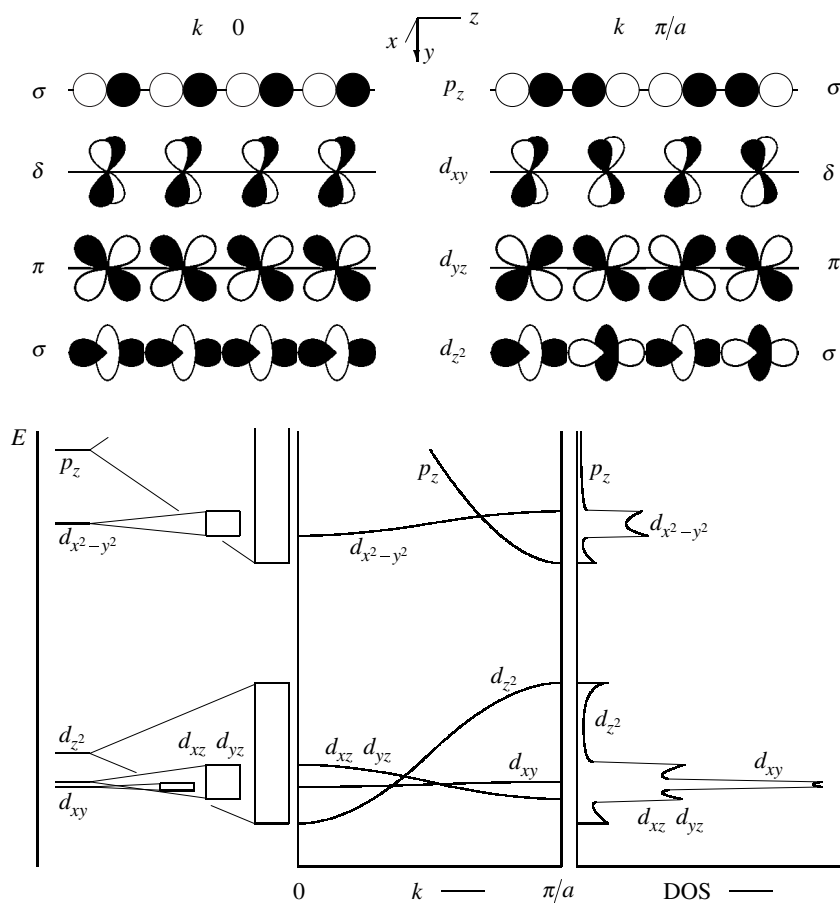 k 0 z k π/a
x y
σ p_z σ
δ d_xy δ
π d_yz π
σ d_z² σ
E
p_z p_z p_z
d_x²−y² d_x²−y² d_x²−y²
d_z² d_z² d_z²
d_xz d_yz d_xz d_yz d_xy d_xy
d_xy d_xz d_yz
0 k π/a DOS